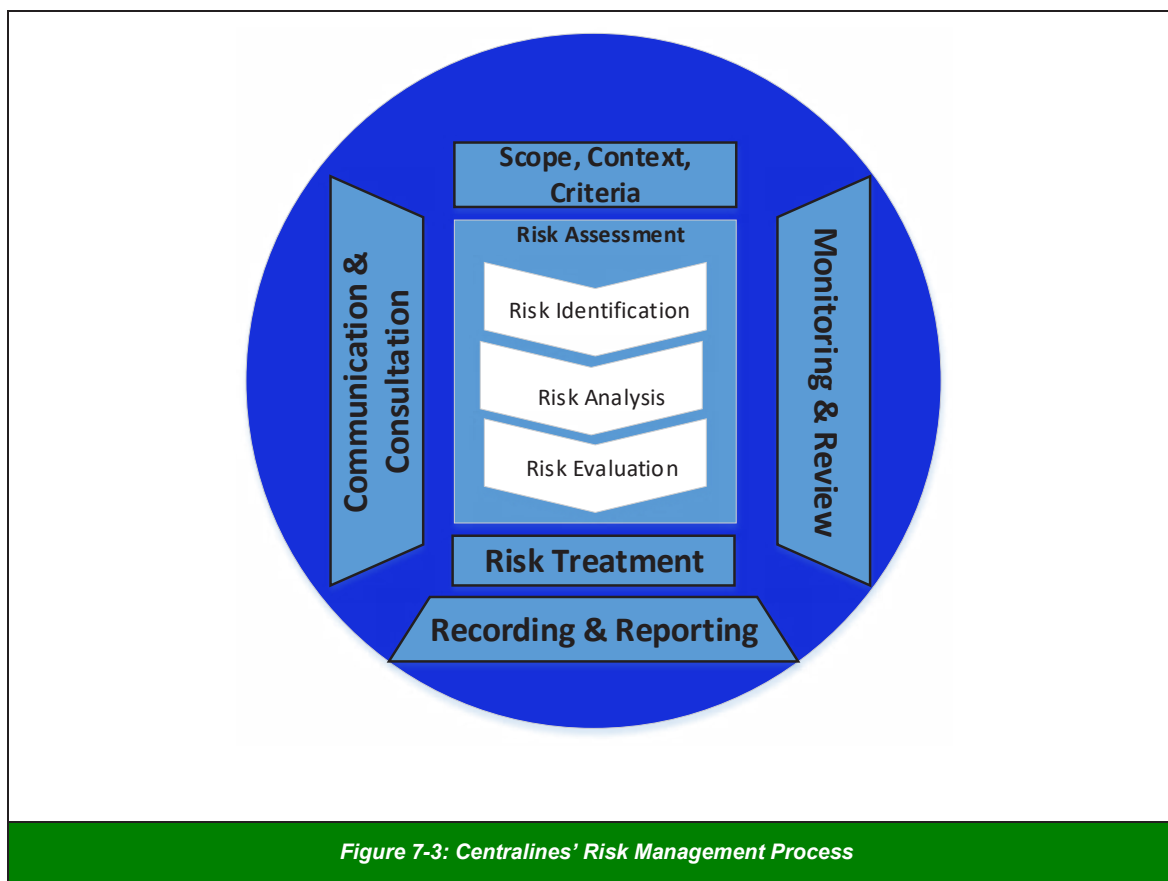 Scope, Context,
Criteria
Risk Assessment
Risk Identification
Risk Analysis
Risk Evaluation
Communication &
Consultation
Monitoring & Review
Risk Treatment
Recording & Reporting
Figure 7-3: Centralines’ Risk Management Process